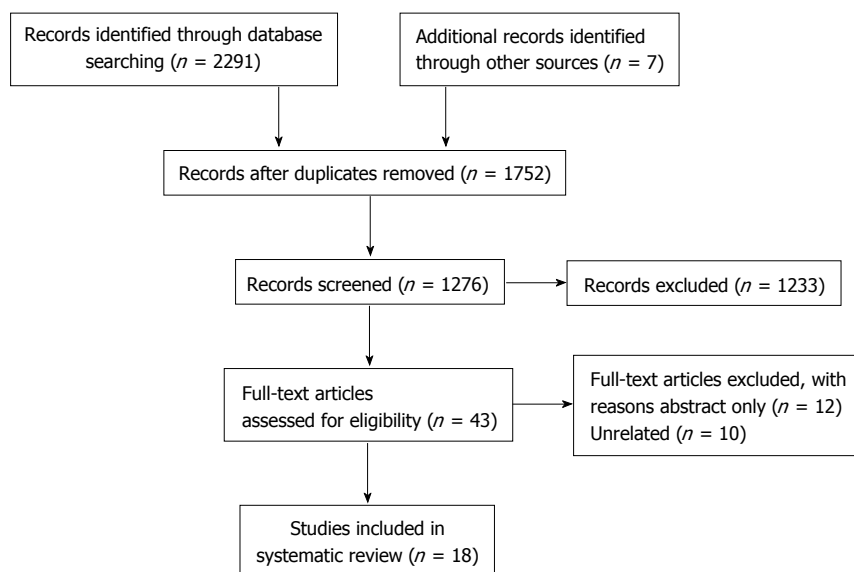 Records identified through database
searching (n = 2291)
Additional records identified
through other sources (n = 7)
Records after duplicates removed (n = 1752)
Records screened (n = 1276)
Records excluded (n = 1233)
Full-text articles
assessed for eligibility (n = 43)
Full-text articles excluded, with
reasons abstract only (n = 12)
Unrelated (n = 10)
Studies included in
systematic review (n = 18)